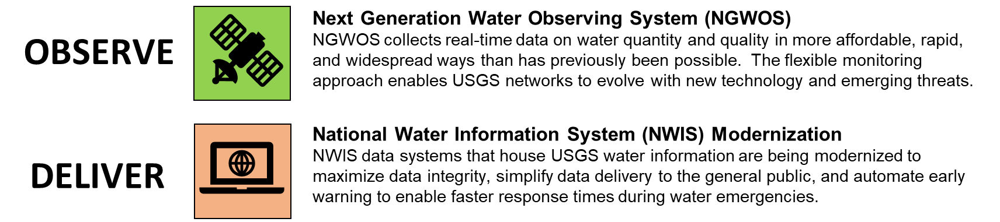 OBSERVE
Next Generation Water Observing System (NGWOS)
NGWOS collects real-time data on water quantity and quality in more affordable, rapid,
and widespread ways than has previously been possible.  The flexible monitoring
approach enables USGS networks to evolve with new technology and emerging threats.
DELIVER
National Water Information System (NWIS) Modernization
NWIS data systems that house USGS water information are being modernized to
maximize data integrity, simplify data delivery to the general public, and automate early
warning to enable faster response times during water emergencies.